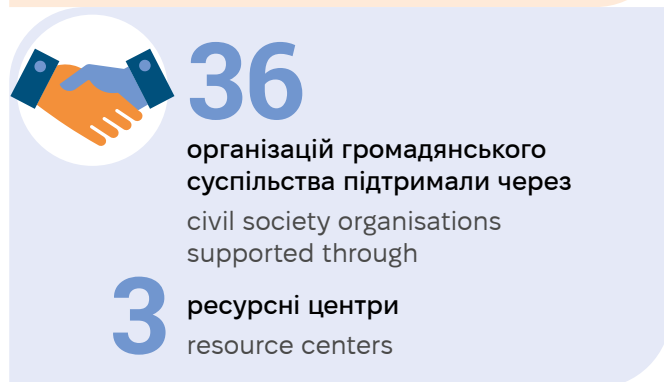 36
організацій громадянського
суспільства підтримали через
civil society organisations
supported through
3 ресурсні центри
resource centers